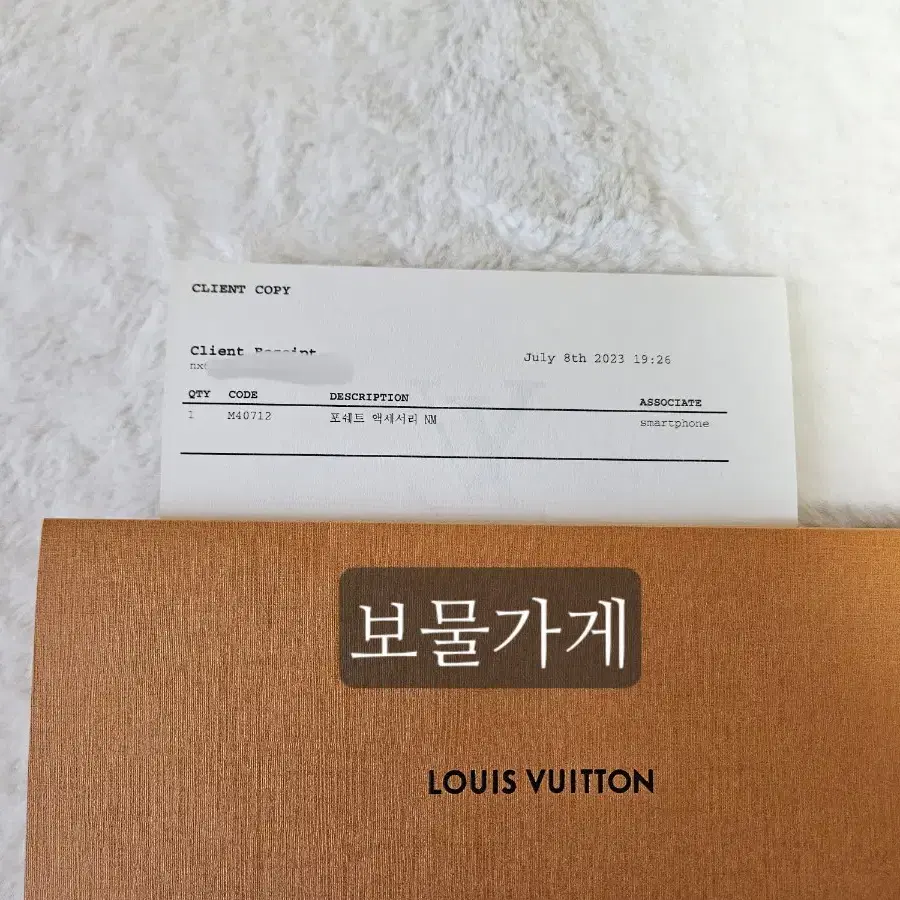 CLIENT COPY
Client Receipt
July 8th 2023 19:26
QTY CODE DESCRIPTION ASSOCIATE
1 M40712 포쉐트 액세서리 NM smartphone
보물가게
LOUIS VUITTON